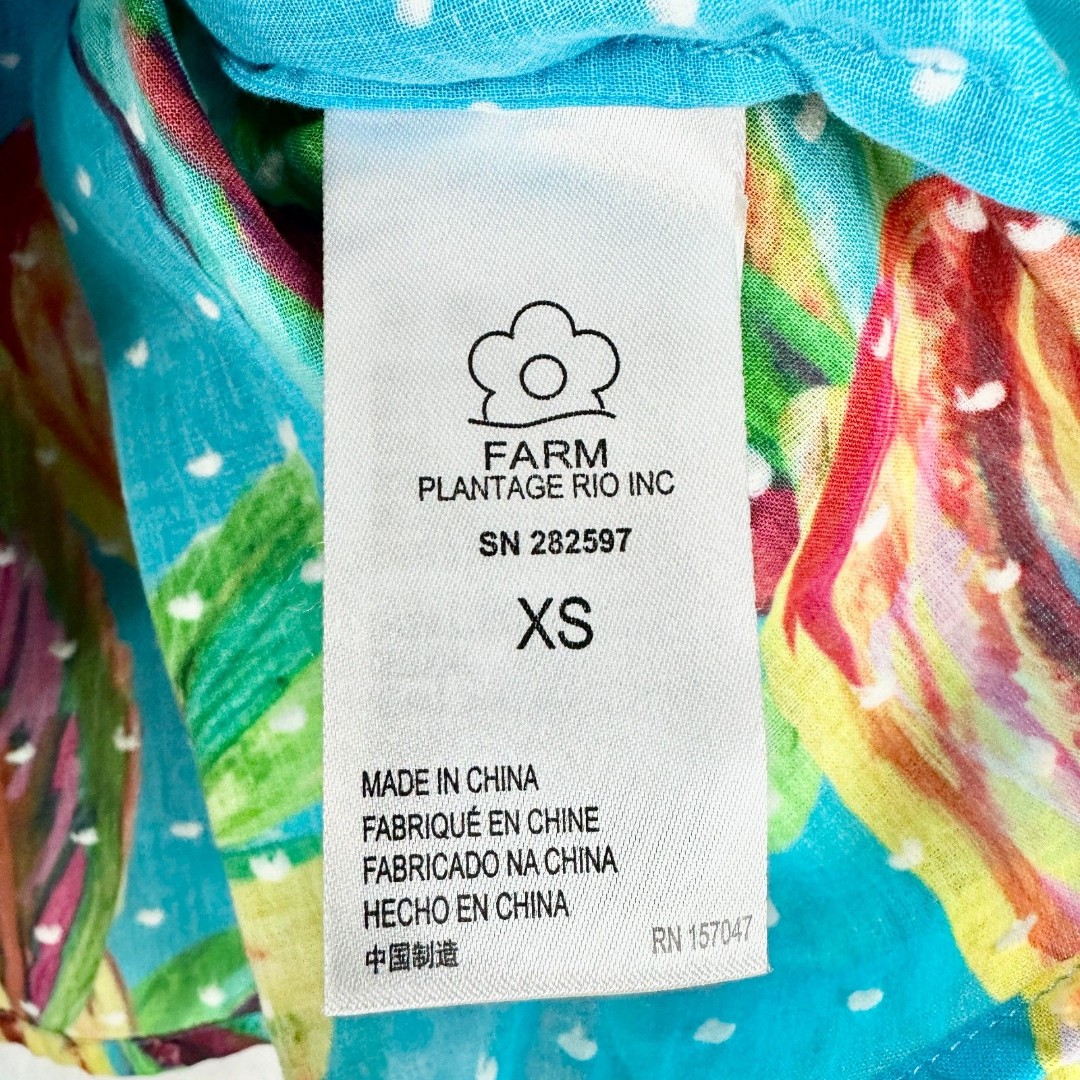 FARM
PLANTAGE RIO INC
SN 282597
XS
MADE IN CHINA
FABRIQUÉ EN CHINE
FABRICADO NA CHINA
HECHO EN CHINA
中国制造
RN 157047